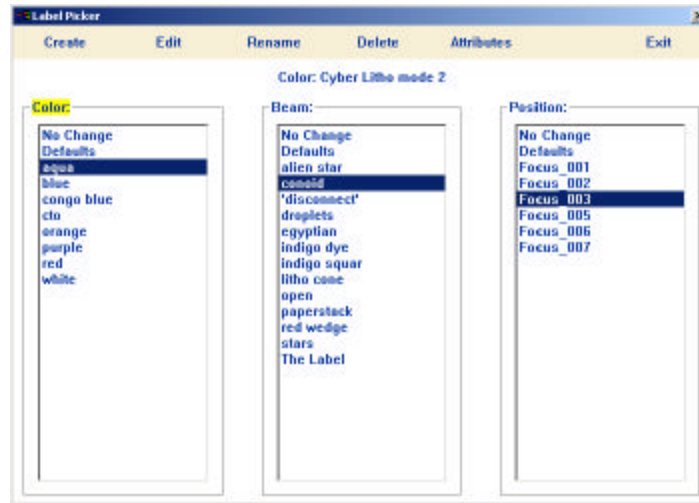 Label Picker
Create Edit Rename Delete Attributes Exit
Color: Cyber Litho mode 2
Color:
No Change
Defaults
aqua
blue
congo blue
cto
orange
purple
red
white
Beam:
No Change
Defaults
alien star
conoid
'disconnect'
droplets
egyptian
indigo dye
indigo squar
litho cone
open
paperstack
red wedge
stars
The Label
Position:
No Change
Defaults
Focus_001
Focus_002
Focus_003
Focus_005
Focus_006
Focus_007